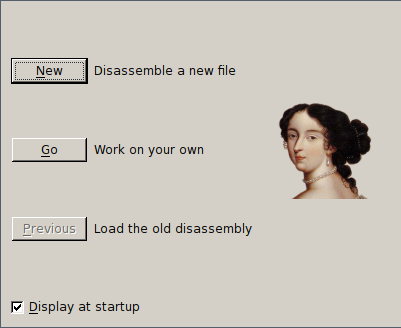 New Disassemble a new file
Go Work on your own
Previous Load the old disassembly
Display at startup